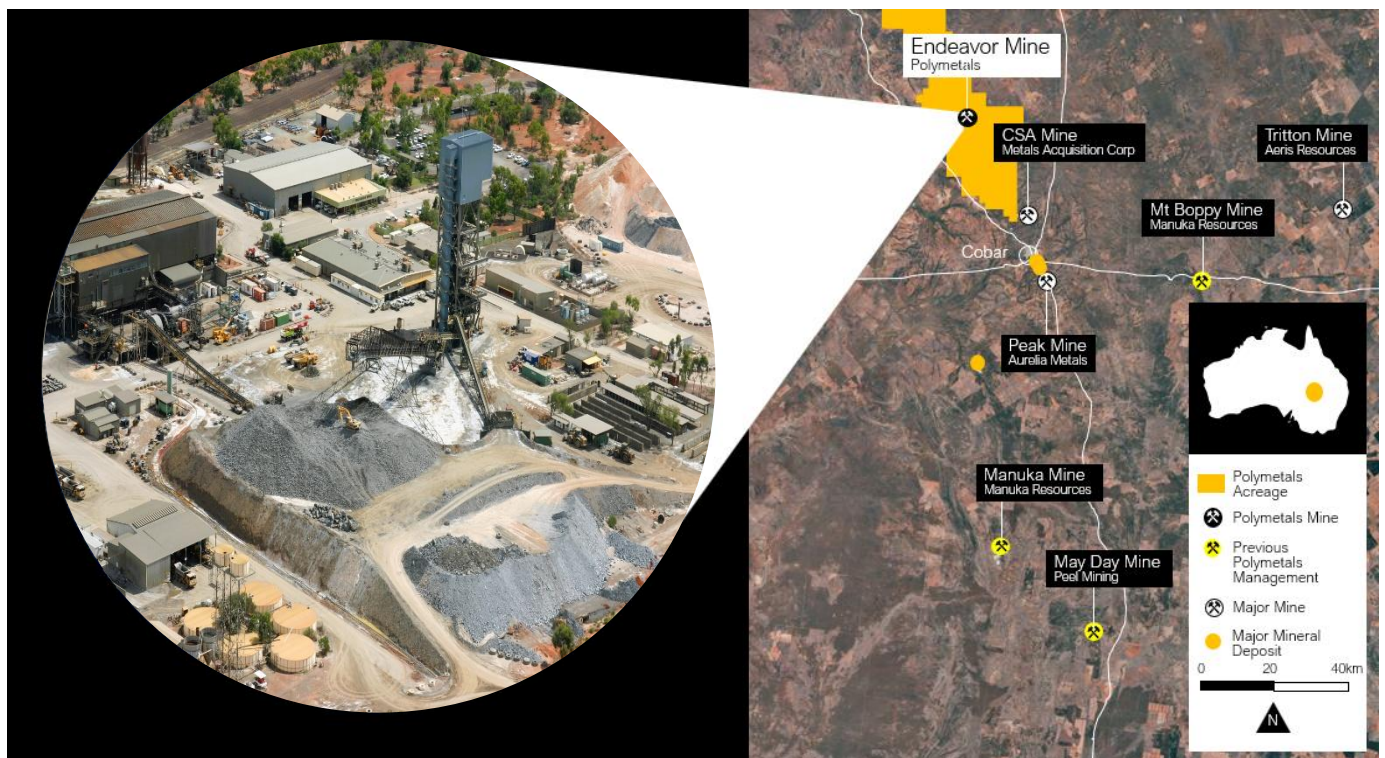 Endeavor Mine
Polymetals
CSA Mine
Metals Acquisition Corp
Tritton Mine
Aeris Resources
Mt Boppy Mine
Manuka Resources
Cobar
Peak Mine
Aurelia Metals
Manuka Mine
Manuka Resources
May Day Mine
Peel Mining
Polymetals
Acreage
Polymetals Mine
Previous
Polymetals
Management
Major Mine
Major Mineral
Deposit
0 20 40km
N